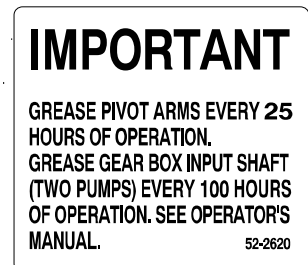 IMPORTANT
GREASE PIVOT ARMS EVERY 25
HOURS OF OPERATION.
GREASE GEAR BOX INPUT SHAFT
(TWO PUMPS) EVERY 100 HOURS
OF OPERATION. SEE OPERATOR'S
MANUAL. 52-2620